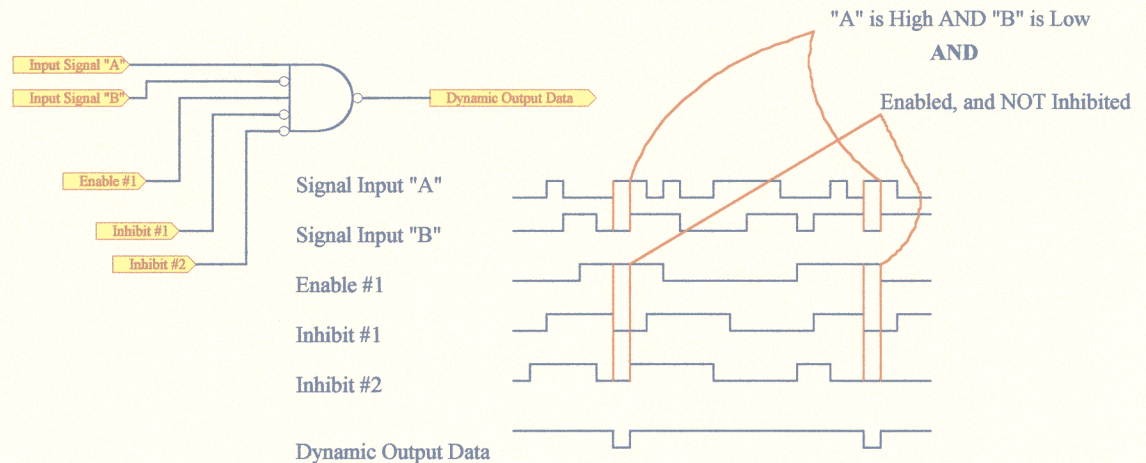 "A" is High AND "B" is Low
AND
Enabled, and NOT Inhibited
Input Signal "A"
Input Signal "B"
Dynamic Output Data
Enable #1
Inhibit #1
Inhibit #2
Signal Input "A"
Signal Input "B"
Enable #1
Inhibit #1
Inhibit #2
Dynamic Output Data